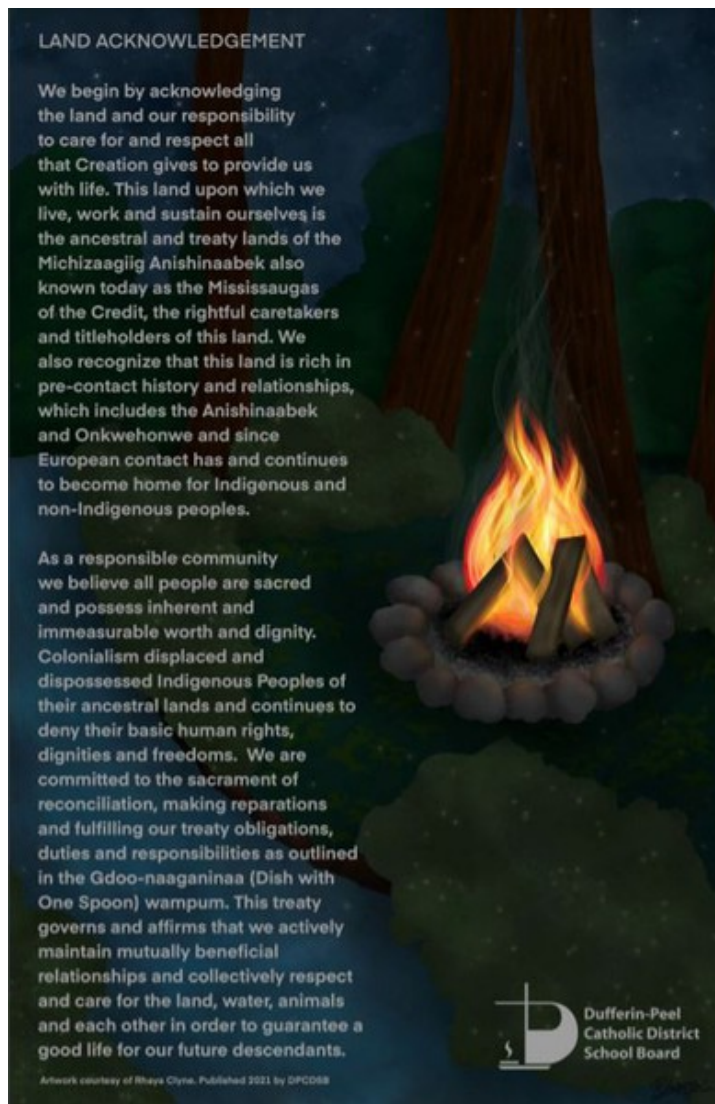 LAND ACKNOWLEDGEMENT
We begin by acknowledging
the land and our responsibility
to care for and respect all
that Creation gives to provide us
with life. This land upon which we
live, work and sustain ourselves is
the ancestral and treaty lands of the
Michizaagiig Anishinaabek also
known today as the Mississaugas
of the Credit, the rightful caretakers
and titleholders of this land. We
also recognize that this land is rich in
pre-contact history and relationships,
which includes the Anishinaabek
and Onkwehonwe and since
European contact has and continues
to become home for Indigenous and
non-Indigenous peoples.
As a responsible community
we believe all people are sacred
and possess inherent and
immeasurable worth and dignity.
Colonialism displaced and
dispossessed Indigenous Peoples of
their ancestral lands and continues to
deny their basic human rights,
dignities and freedoms. We are
committed to the sacrament of
reconciliation, making reparations
and fulfilling our treaty obligations,
duties and responsibilities as outlined
in the Gdoo-naaganinaa (Dish with
One Spoon) wampum. This treaty
governs and affirms that we actively
maintain mutually beneficial
relationships and collectively respect
and care for the land, water, animals
and each other in order to guarantee a
good life for our future descendants.
Artwork courtesy of Rhaya Clyne. Published 2021 by DPCDSB
Dufferin-Peel
Catholic District
School Board